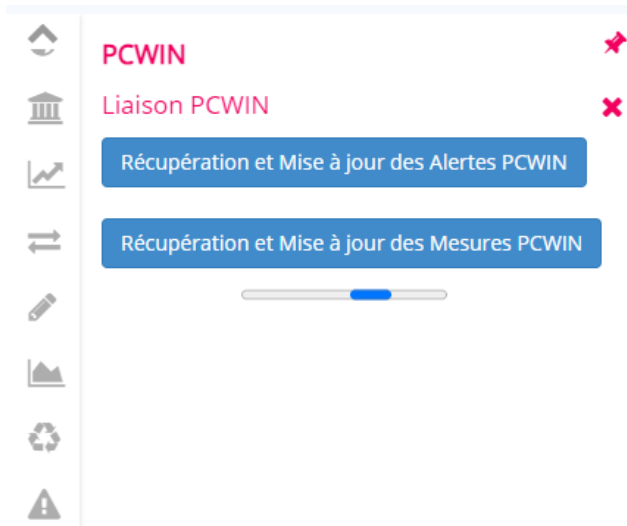 PCWIN
Liaison PCWIN
Récupération et Mise à jour des Alertes PCWIN
Récupération et Mise à jour des Mesures PCWIN